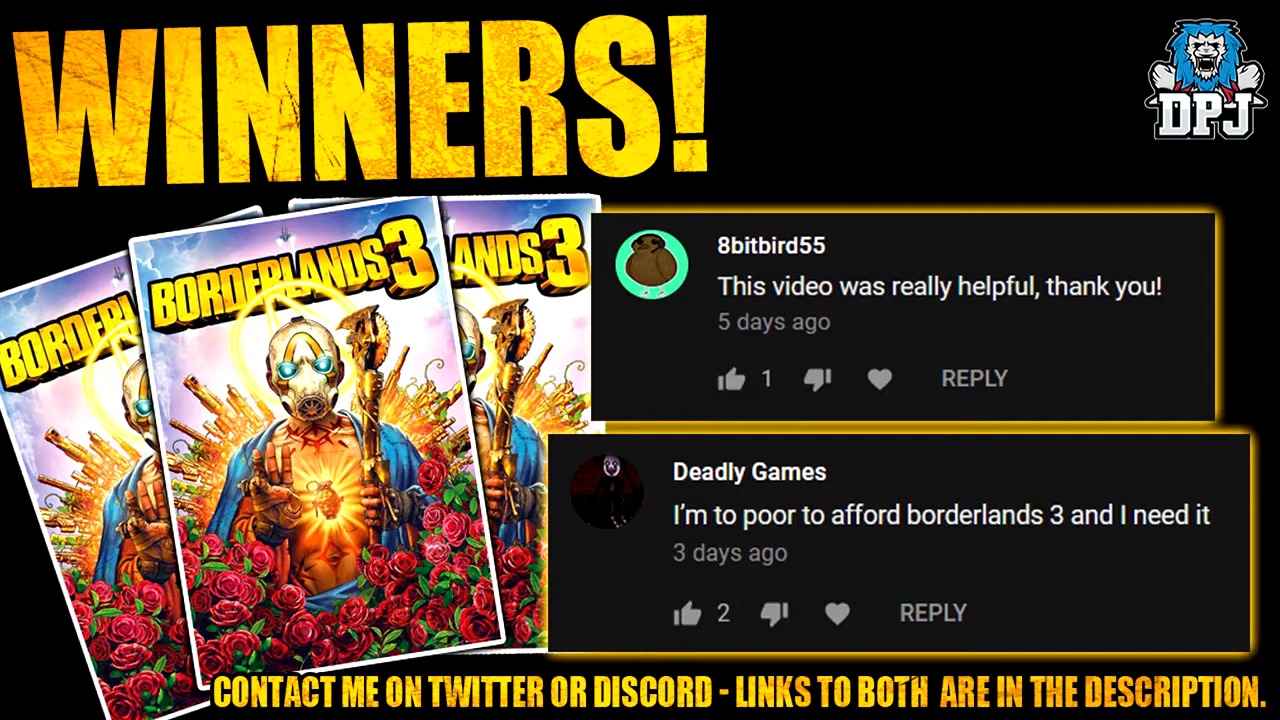 WINNERS!
DPJ
BORDERLANDS 3
BORDERL
ANDS 3
8bitbird55
This video was really helpful, thank you!
5 days ago
1
REPLY
Deadly Games
I'm to poor to afford borderlands 3 and I need it
3 days ago
2
REPLY
CONTACT ME ON TWITTER OR DISCORD - LINKS TO BOTH ARE IN THE DESCRIPTION.